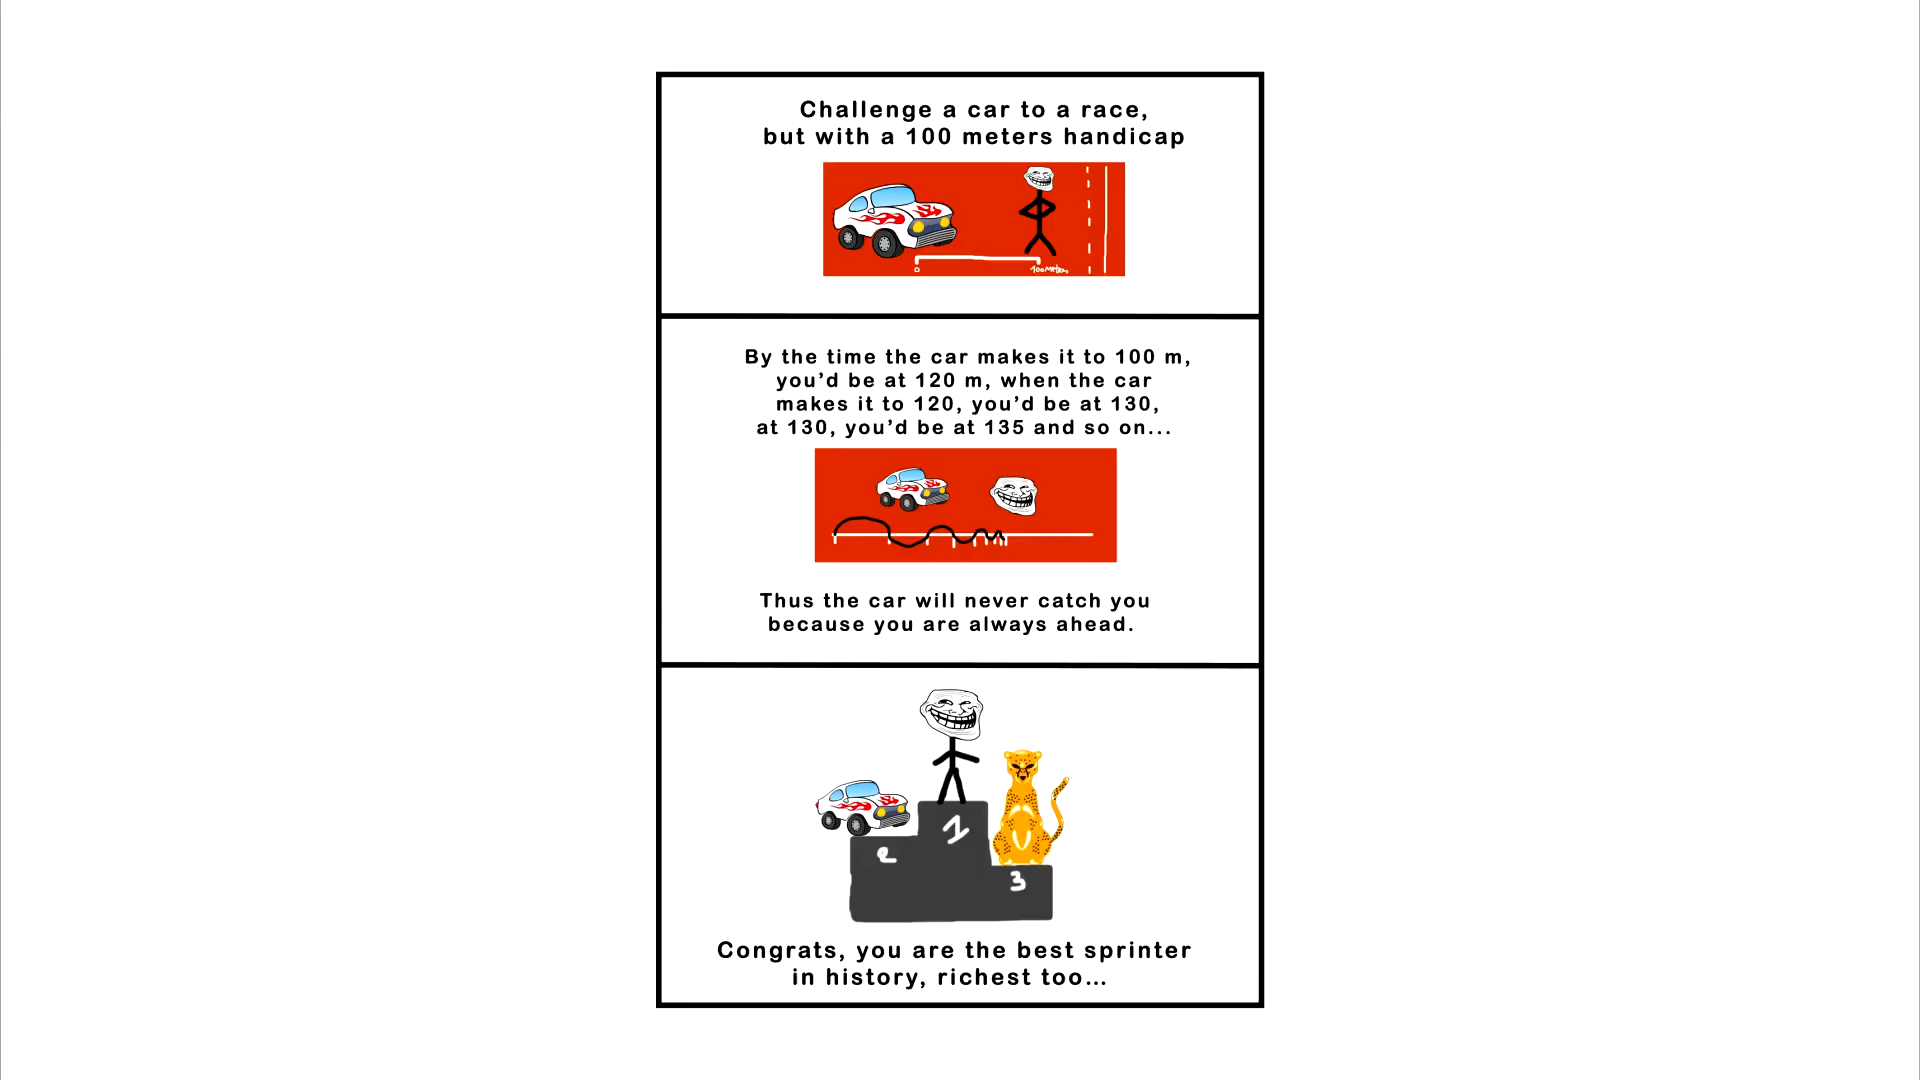 Challenge a car to a race,
but with a 100 meters handicap
0
100 Meters
By the time the car makes it to 100 m,
you’d be at 120 m, when the car
makes it to 120, you’d be at 130,
at 130, you’d be at 135 and so on...
Thus the car will never catch you
because you are always ahead.
1
2
3
Congrats, you are the best sprinter
in history, richest too...